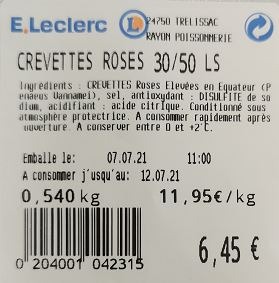 E.Leclerc L 24750 TRELISSAC
RAYON POISSONNERIE
CREVETTES ROSES 30/50 LS
Ingrédients : CREVETTES Roses Elevées en Equateur (P
enaeus Vannamei), sel, antioxydant : DISULFITE de so
dium, acidifiant : acide citrique. Conditionné sous
atmosphère protectrice. A consommer rapidement après
ouverture. A conserver entre 0 et +2°C.
Emballe le: 07.07.21 11:00
A consommer j'usqu'au: 12.07.21
0,540 kg 11,95€/kg
6,45 €
0 204001 042315